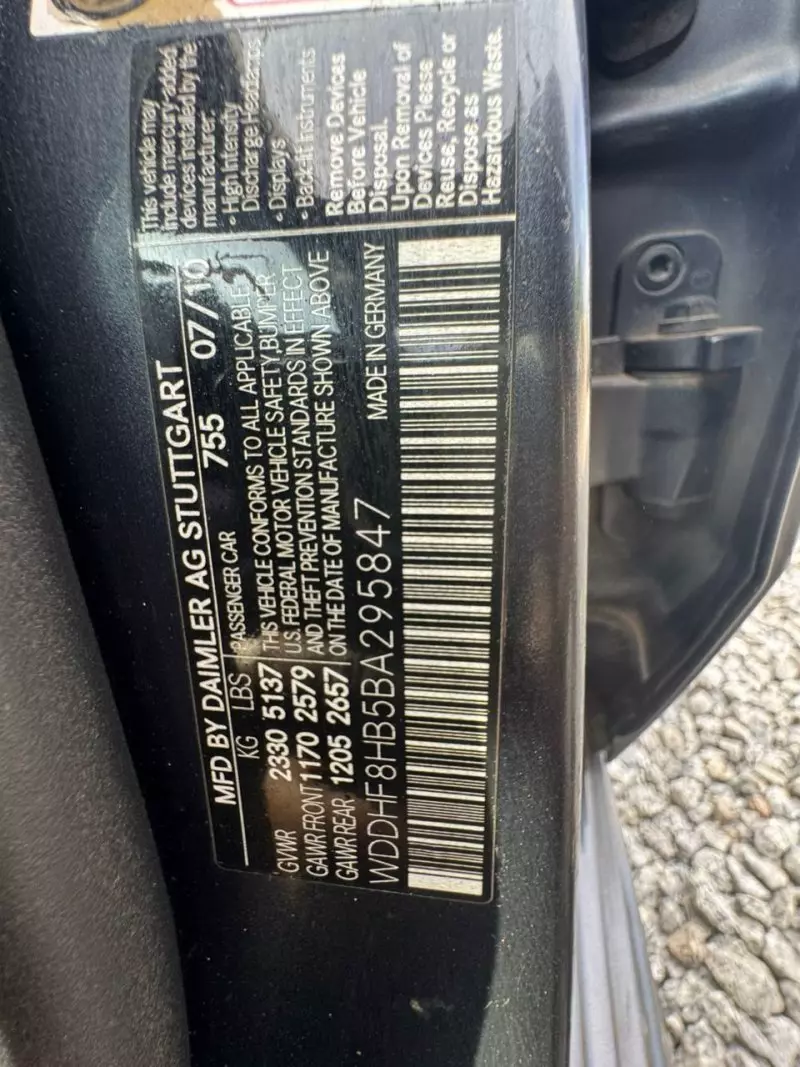 MFD BY DAIMLER AG STUTTGART
755 07/10
KG LBS PASSENGER CAR
GVWR 2330 5137 THIS VEHICLE CONFORMS TO ALL APPLICABLE
GAWR FRONT 1170 2579 U.S. FEDERAL MOTOR VEHICLE SAFETY BUMPER
GAWR REAR 1205 2657 AND THEFT PREVENTION STANDARDS IN EFFECT
ON THE DATE OF MANUFACTURE SHOWN ABOVE
WDDHF8HB5BA295847 MADE IN GERMANY
This vehicle may
include mercury-added
devices installed by the
manufacturer:
• High Intensity
Discharge Headlamps
• Displays
• Back-lit Instruments
Remove Devices
Before Vehicle
Disposal.
Upon Removal of
Devices Please
Reuse, Recycle or
Dispose as
Hazardous Waste.